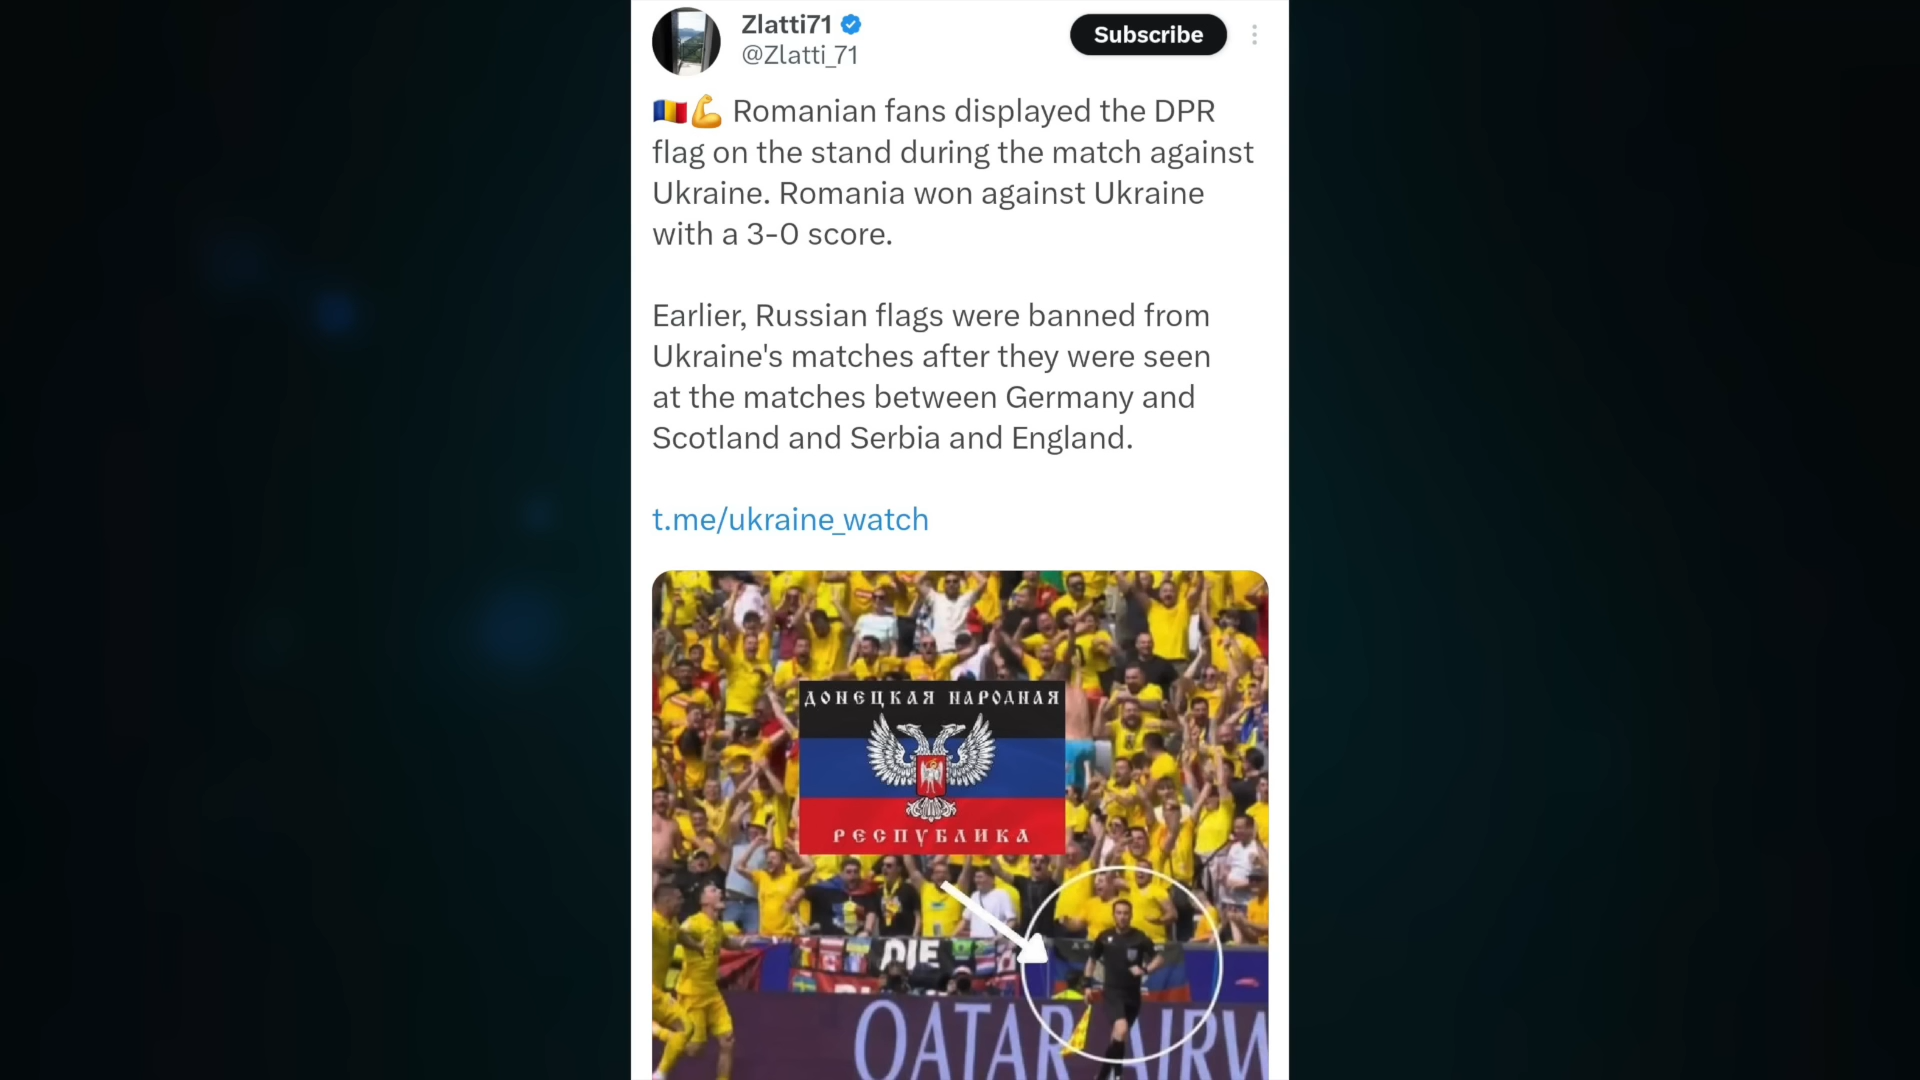 Zlatti71
@Zlatti_71
Subscribe
🇷🇴💪 Romanian fans displayed the DPR
flag on the stand during the match against
Ukraine. Romania won against Ukraine
with a 3-0 score.
Earlier, Russian flags were banned from
Ukraine's matches after they were seen
at the matches between Germany and
Scotland and Serbia and England.
t.me/ukraine_watch
ДОНЕЦКАЯ НАРОДНАЯ
РЕСПУБЛИКА
DIE
QATAR AIRW